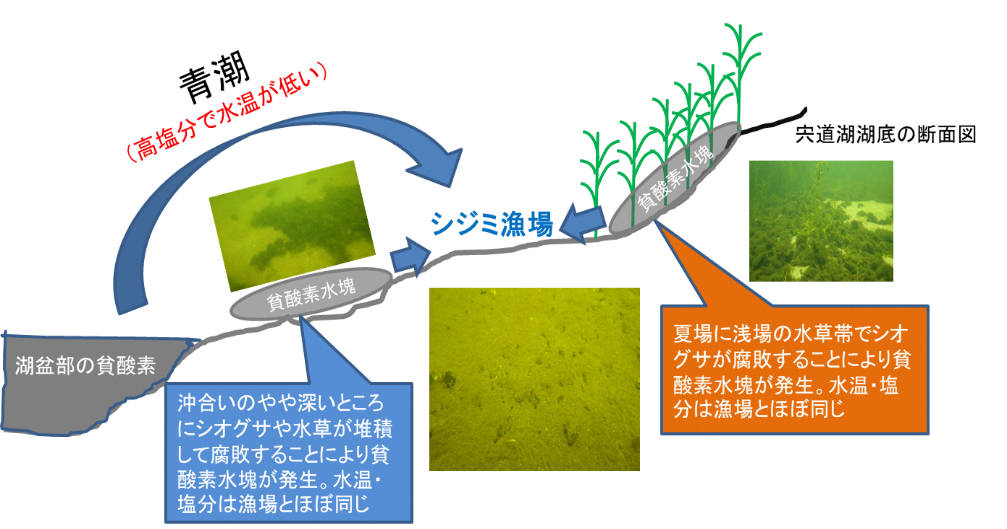 青潮
(高塩分で水温が低い)
宍道湖湖底の断面図
貧酸素水塊
シジミ漁場
貧酸素水塊
湖盆部の貧酸素
夏場に浅場の水草帯でシオ
グサが腐敗することにより貧
酸素水塊が発生。水温・塩
分は漁場とほぼ同じ
沖合いのやや深いところ
にシオグサや水草が堆積
して腐敗することにより貧
酸素水塊が発生。水温・
塩分は漁場とほぼ同じ